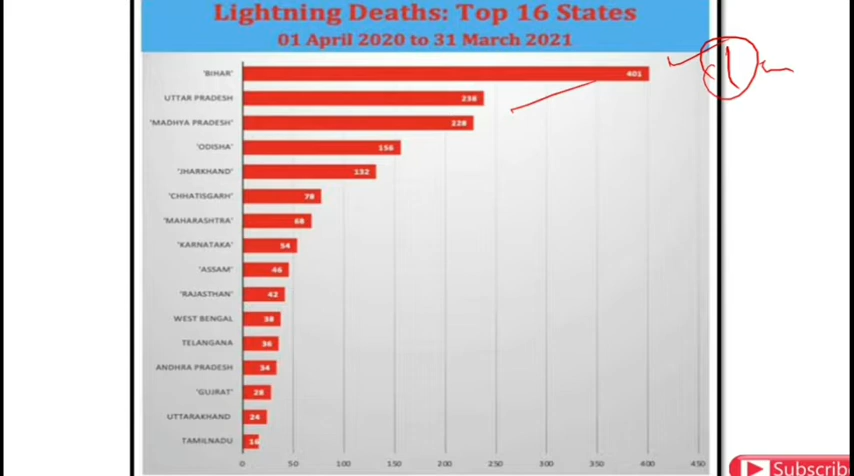 Lightning Deaths: Top 16 States
01 April 2020 to 31 March 2021
'BIHAR' 401
UTTAR PRADESH 238
'MADHYA PRADESH' 228
'ODISHA' 156
'JHARKHAND' 132
'CHHATISGARH' 78
'MAHARASHTRA' 68
'KARNATAKA' 54
'ASSAM' 46
'RAJASTHAN' 42
WEST BENGAL 38
TELANGANA 36
ANDHRA PRADESH 34
'GUJRAT' 28
UTTARAKHAND 24
TAMILNADU 16
0 50 100 150 200 250 300 350 400 450
1
Subscrib